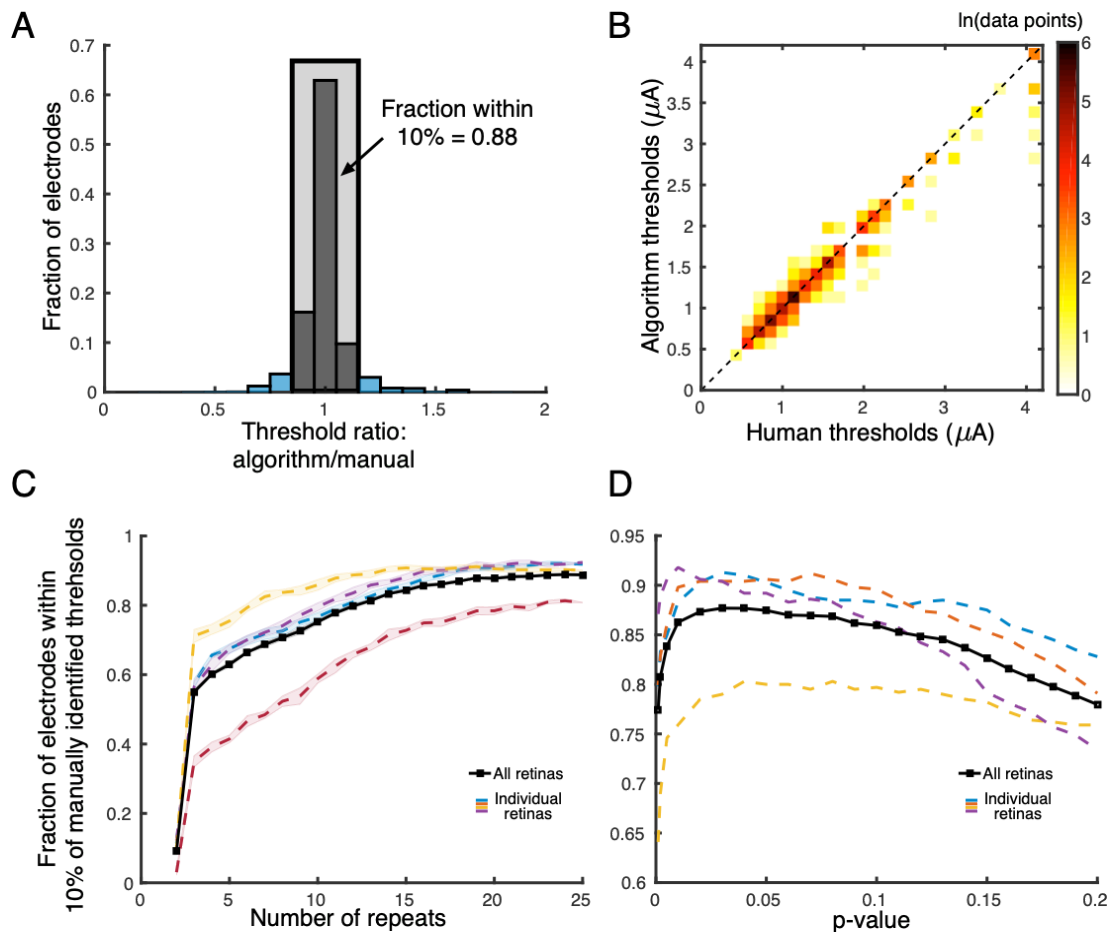 A
0.7
0.6
0.5
0.4
0.3
0.2
0.1
0
Fraction of electrodes
Fraction within
10% = 0.88
0
0.5
1
1.5
2
Threshold ratio:
algorithm/manual
B
ln(data points)
4
3.5
3
2.5
2
1.5
1
0.5
0
Algorithm thresholds (μA)
0
1
2
3
4
Human thresholds (μA)
6
5
4
3
2
1
0
C
Fraction of electrodes within
10% of manually identified threhsolds
1
0.8
0.6
0.4
0.2
0
All retinas
Individual
retinas
0
5
10
15
20
25
Number of repeats
D
0.95
0.9
0.85
0.8
0.75
0.7
0.65
0.6
All retinas
Individual
retinas
0
0.05
0.1
0.15
0.2
p-value